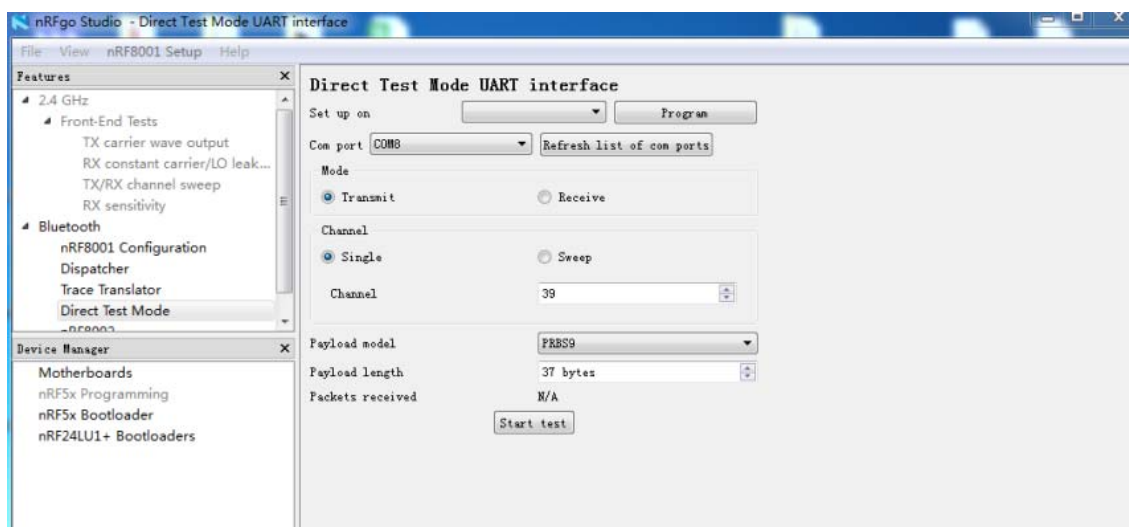 nRFgo Studio - Direct Test Mode UART interface
File View nRF8001 Setup Help
Features
2.4 GHz
Front-End Tests
TX carrier wave output
RX constant carrier/LO leak...
TX/RX channel sweep
RX sensitivity
Bluetooth
nRF8001 Configuration
Dispatcher
Trace Translator
Direct Test Mode
nRF8002
Device Manager
Motherboards
nRF5x Programming
nRF5x Bootloader
nRF24LU1+ Bootloaders
Direct Test Mode UART interface
Set up on Program
Com port COM8 Refresh list of com ports
Mode
Transmit Receive
Channel
Single Sweep
Channel 39
Payload model PRBS9
Payload length 37 bytes
Packets received N/A
Start test